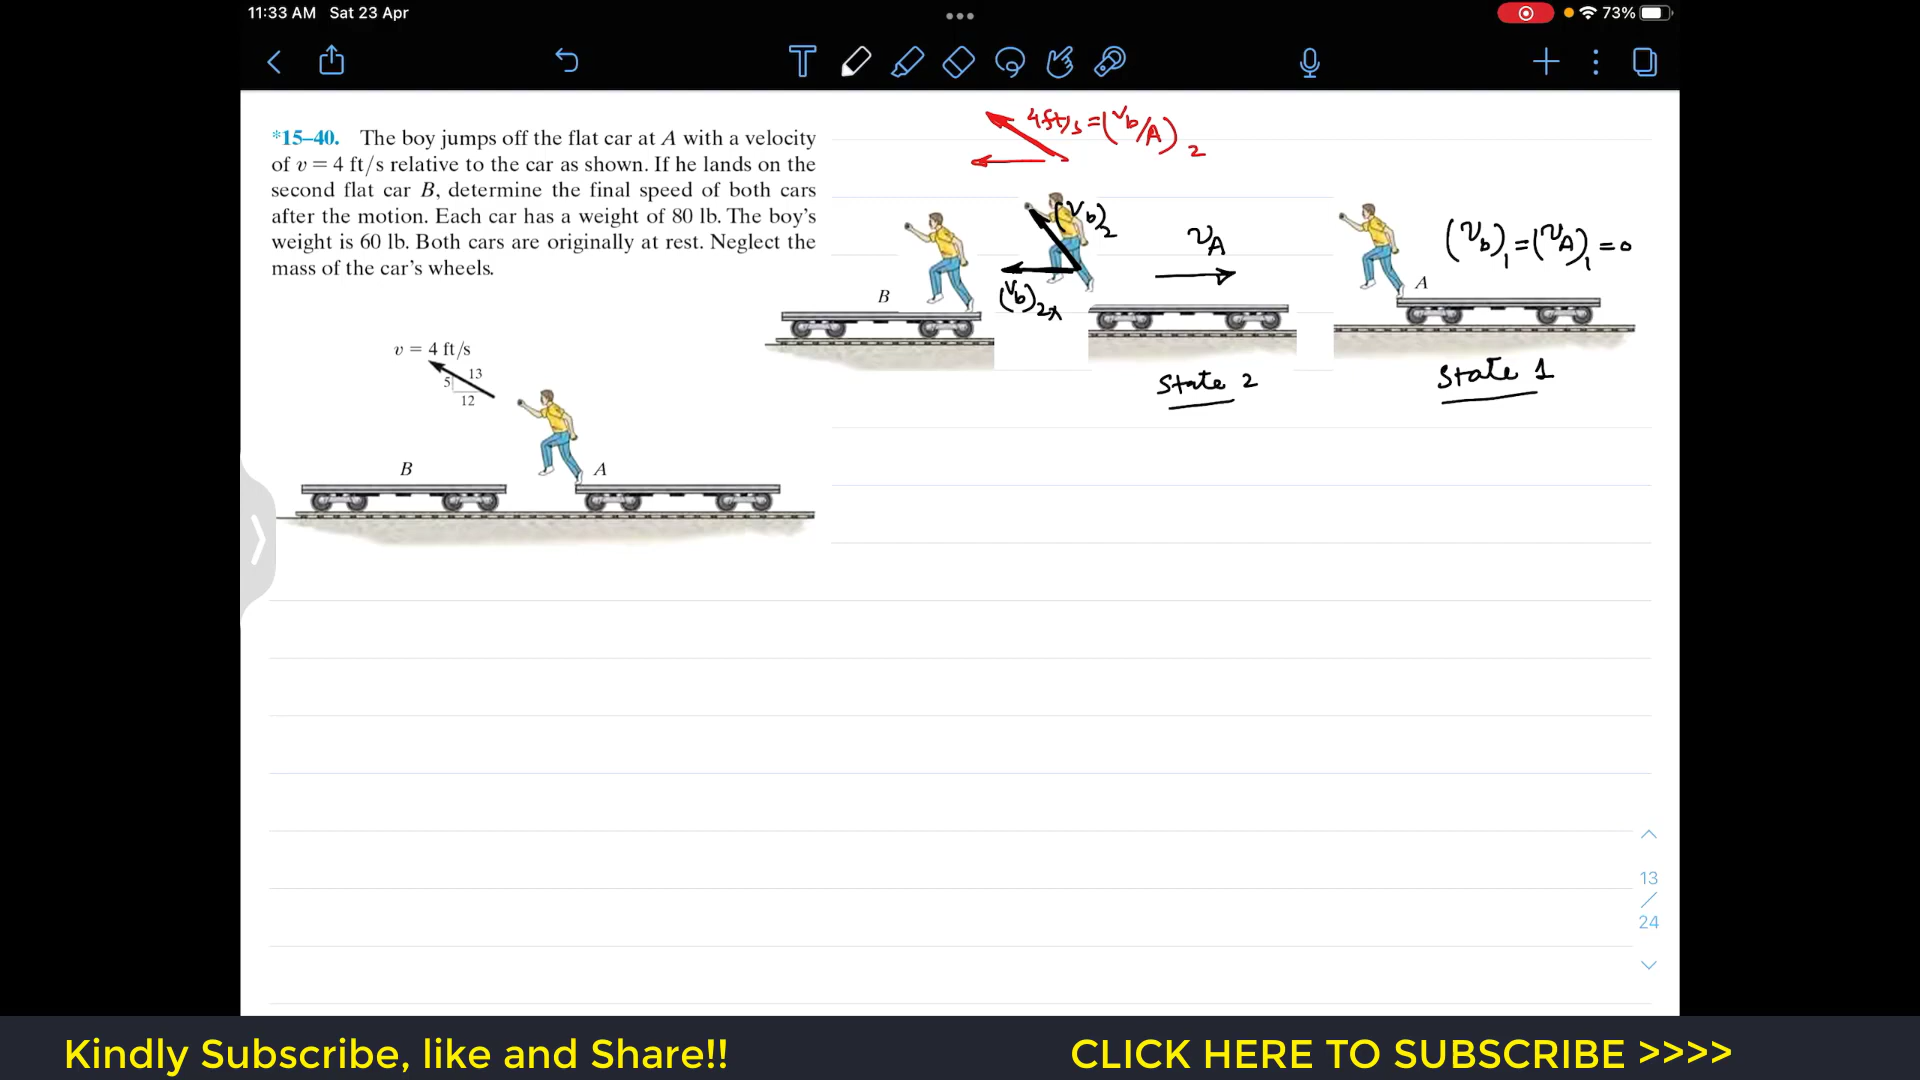 11:33 AM Sat 23 Apr
73%
*15–40. The boy jumps off the flat car at A with a velocity
of v = 4 ft/s relative to the car as shown. If he lands on the
second flat car B, determine the final speed of both cars
after the motion. Each car has a weight of 80 lb. The boy's
weight is 60 lb. Both cars are originally at rest. Neglect the
mass of the car's wheels.
v = 4 ft/s
13
5
12
B
A
4ft/s = (Vb/A)2
(Vb)2
(Vb)2x
B
VA
State 2
(Vb)1 = (VA)1 = 0
A
State 1
13
/
24
Kindly Subscribe, like and Share!!
CLICK HERE TO SUBSCRIBE >>>>